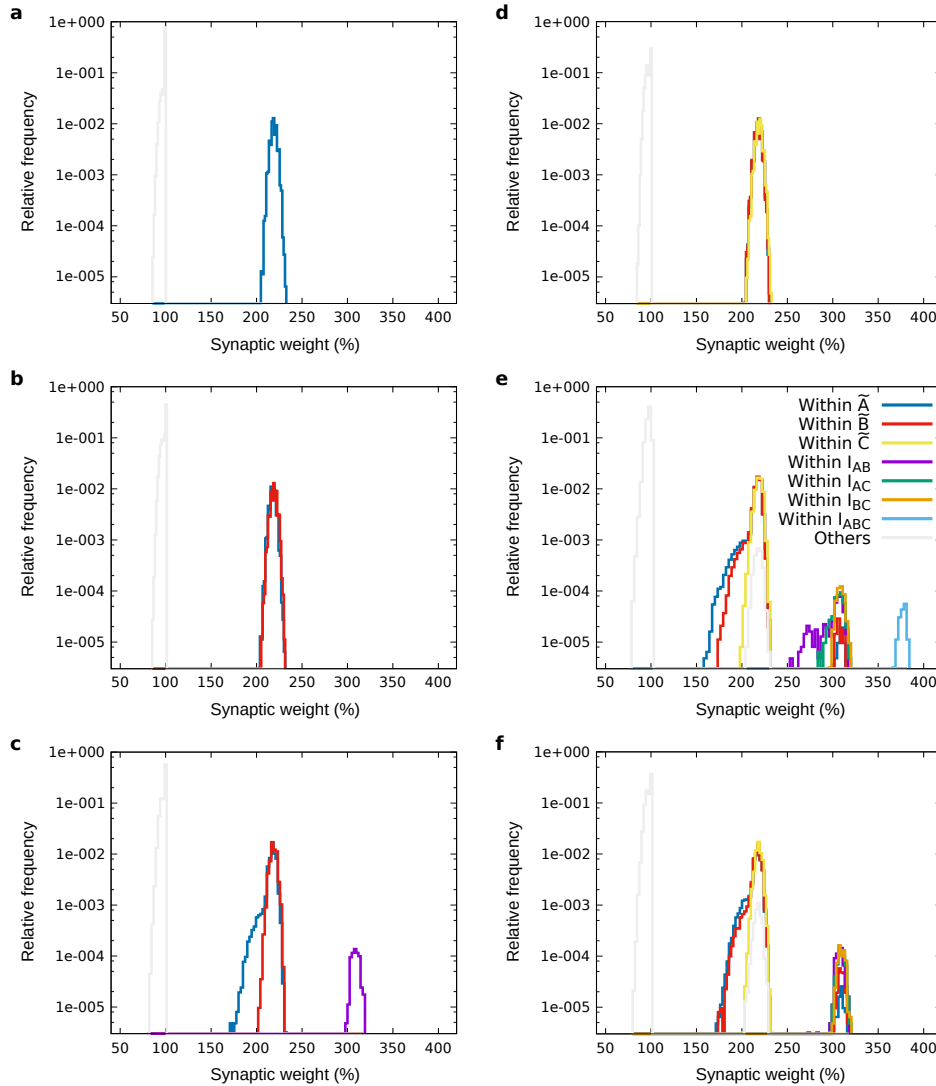 a
1e+000
1e-001
1e-002
1e-003
1e-004
1e-005
Relative frequency
50 100 150 200 250 300 350 400
Synaptic weight (%)
b
1e+000
1e-001
1e-002
1e-003
1e-004
1e-005
Relative frequency
50 100 150 200 250 300 350 400
Synaptic weight (%)
c
1e+000
1e-001
1e-002
1e-003
1e-004
1e-005
Relative frequency
50 100 150 200 250 300 350 400
Synaptic weight (%)
d
1e+000
1e-001
1e-002
1e-003
1e-004
1e-005
Relative frequency
50 100 150 200 250 300 350 400
Synaptic weight (%)
e
1e+000
1e-001
1e-002
1e-003
1e-004
1e-005
Relative frequency
Within Ã
Within B̃
Within C̃
Within I_AB
Within I_AC
Within I_BC
Within I_ABC
Others
50 100 150 200 250 300 350 400
Synaptic weight (%)
f
1e+000
1e-001
1e-002
1e-003
1e-004
1e-005
Relative frequency
50 100 150 200 250 300 350 400
Synaptic weight (%)